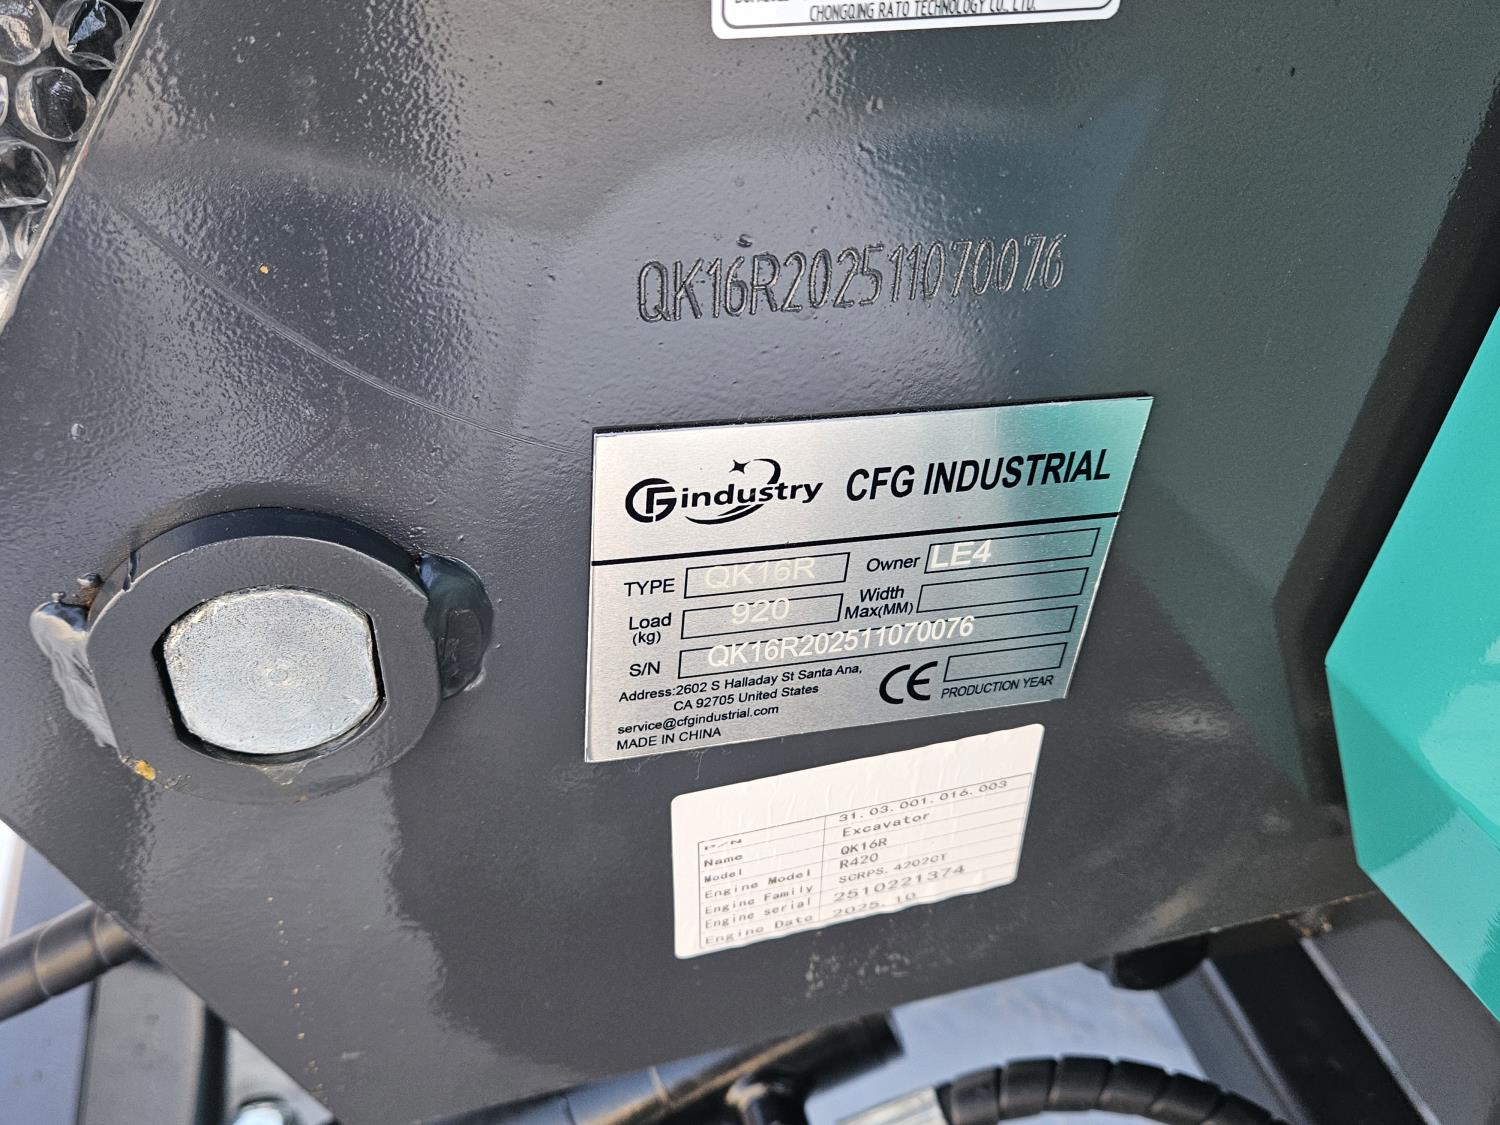 CHONGQING RATO TECHNOLOGY CO., LTD.
QK16R202511070076
GFindustry CFG INDUSTRIAL
TYPE QK16R Owner LE4
Load (kg) 920 Width Max(MM)
S/N QK16R202511070076
Address:2602 S Halladay St Santa Ana,
CA 92705 United States
service@cfgindustrial.com
MADE IN CHINA
CE PRODUCTION YEAR
P/N 31.03.001.016.003
Name Excavator
Model QK16R
Engine Model R420
Engine Family SCRPS.4202GT
Engine serial 2510221374
Engine Date 2025.10